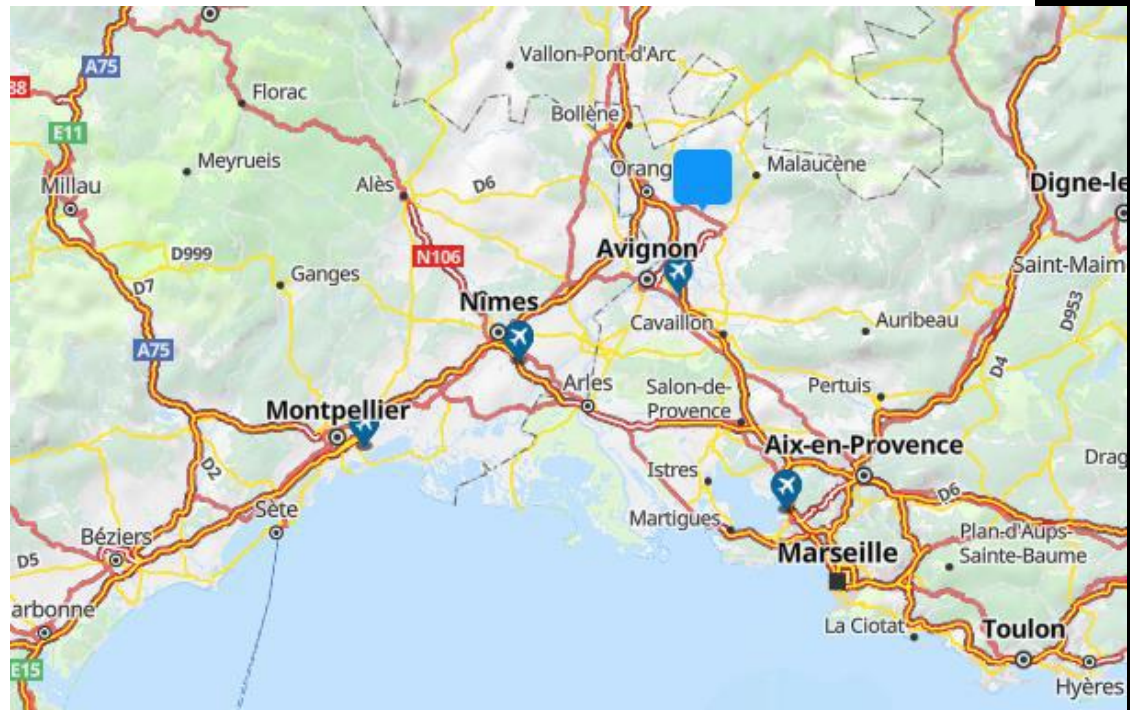 Vallon-Pont-d'Arc
A75
88
Florac
Bollène
E11
Meyrueis
Orang
Malaucène
Millau
Alès
D6
Digne-le
D999
N106
Avignon
Saint-Maim
Ganges
D7
Nîmes
D953
Cavaillon
Auribeau
A75
D4
Arles
Salon-de-
Provence
Pertuis
Montpellier
Aix-en-Provence
D2
Istres
Drag
D6
Sète
Martigues
Béziers
Plan-d'Aups-
Sainte-Baume
D5
Marseille
arbonne
La Ciotat
Toulon
E15
Hyères